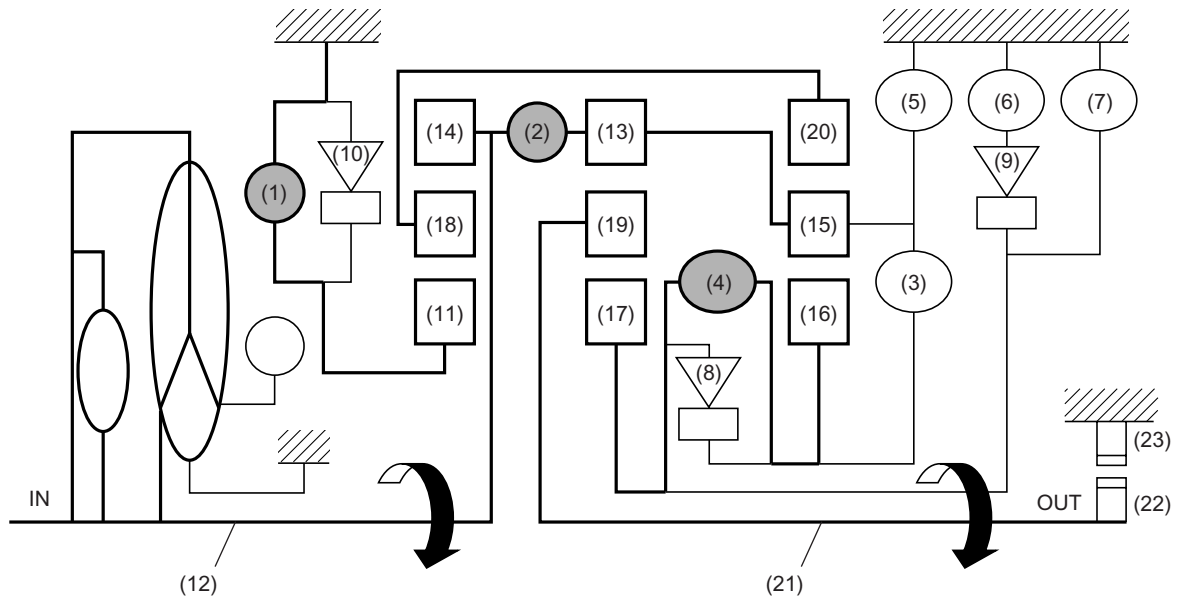 (5) (6) (7)
(14) (2) (13) (20)
(10)
(9)
(1)
(18) (19) (15)
(4) (3)
(11) (17) (16)
(8)
(23)
IN OUT (22)
(12) (21)